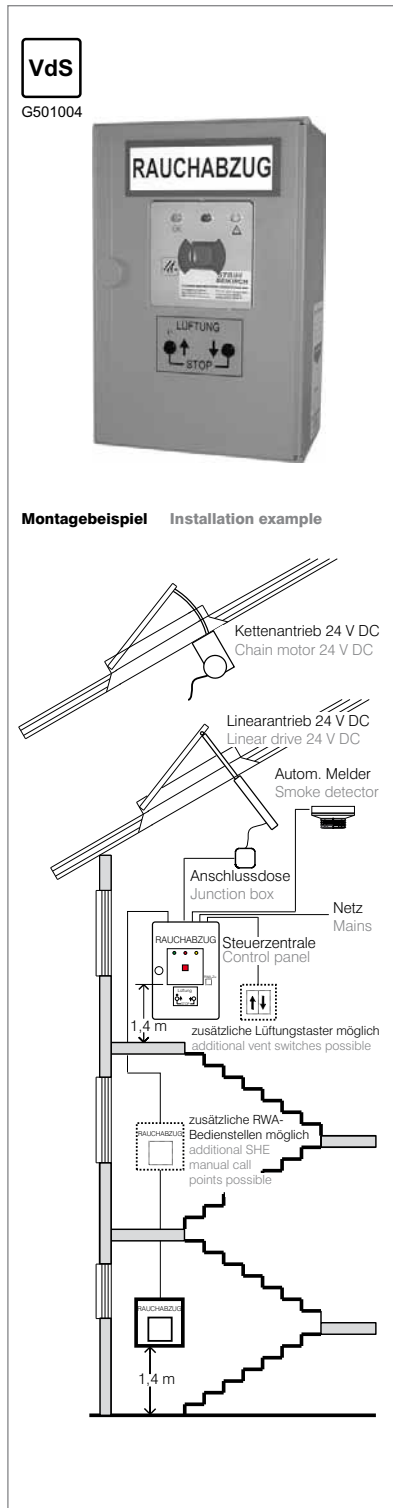 VdS
G501004
RAUCHABZUG
OK
LÜFTUNG
STOP
Montagebeispiel Installation example
Kettenantrieb 24 V DC
Chain motor 24 V DC
Linearantrieb 24 V DC
Linear drive 24 V DC
Autom. Melder
Smoke detector
Anschlussdose
Junction box
Netz
Mains
RAUCHABZUG
Steuerzentrale
Control panel
Lüftung
STOP
1,4 m
zusätzliche Lüftungstaster möglich
additional vent switches possible
RAUCHABZUG
zusätzliche RWA-
Bedienstellen möglich
additional SHE
manual call
points possible
RAUCHABZUG
1,4 m